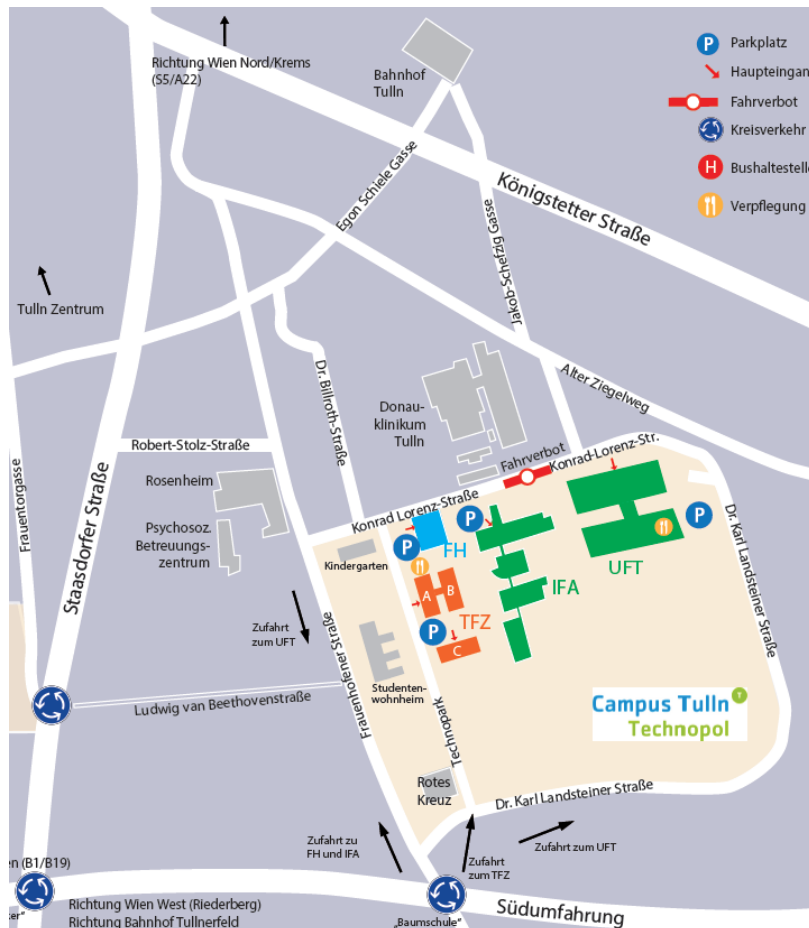 Richtung Wien Nord/Krems
(S5/A22)
Bahnhof
Tulln
P
Parkplatz
Haupteingan
Fahrverbot
Kreisverkehr
H
Bushaltestelle
Verpflegung
Egon Schiele Gasse
Königstetter Straße
Jakob-Schefzig Gasse
Tulln Zentrum
Dr. Billroth-Straße
Alter Ziegelweg
Donau-
klinikum
Tulln
Robert-Stolz-Straße
Fahrverbot
Konrad-Lorenz-Str.
Rosenheim
Frauentorgasse
Staasdorfer Straße
Psychosoz.
Betreuungs-
zentrum
Konrad Lorenz-Straße
P
P
P
FH
Kindergarten
UFT
Dr. Karl Landsteiner Straße
A
B
IFA
TFZ
P
C
Zufahrt
zum UFT
Frauenhofener Straße
Studenten-
wohnheim
Ludwig van Beethovenstraße
Technopark
Campus Tulln
Technopol
Rotes
Kreuz
Dr. Karl Landsteiner Straße
Zufahrt zu
FH und IFA
Zufahrt
zum TFZ
Zufahrt zum UFT
en (B1/B19)
Richtung Wien West (Riederberg)
Richtung Bahnhof Tullnerfeld
„Baumschule"
Südumfahrung